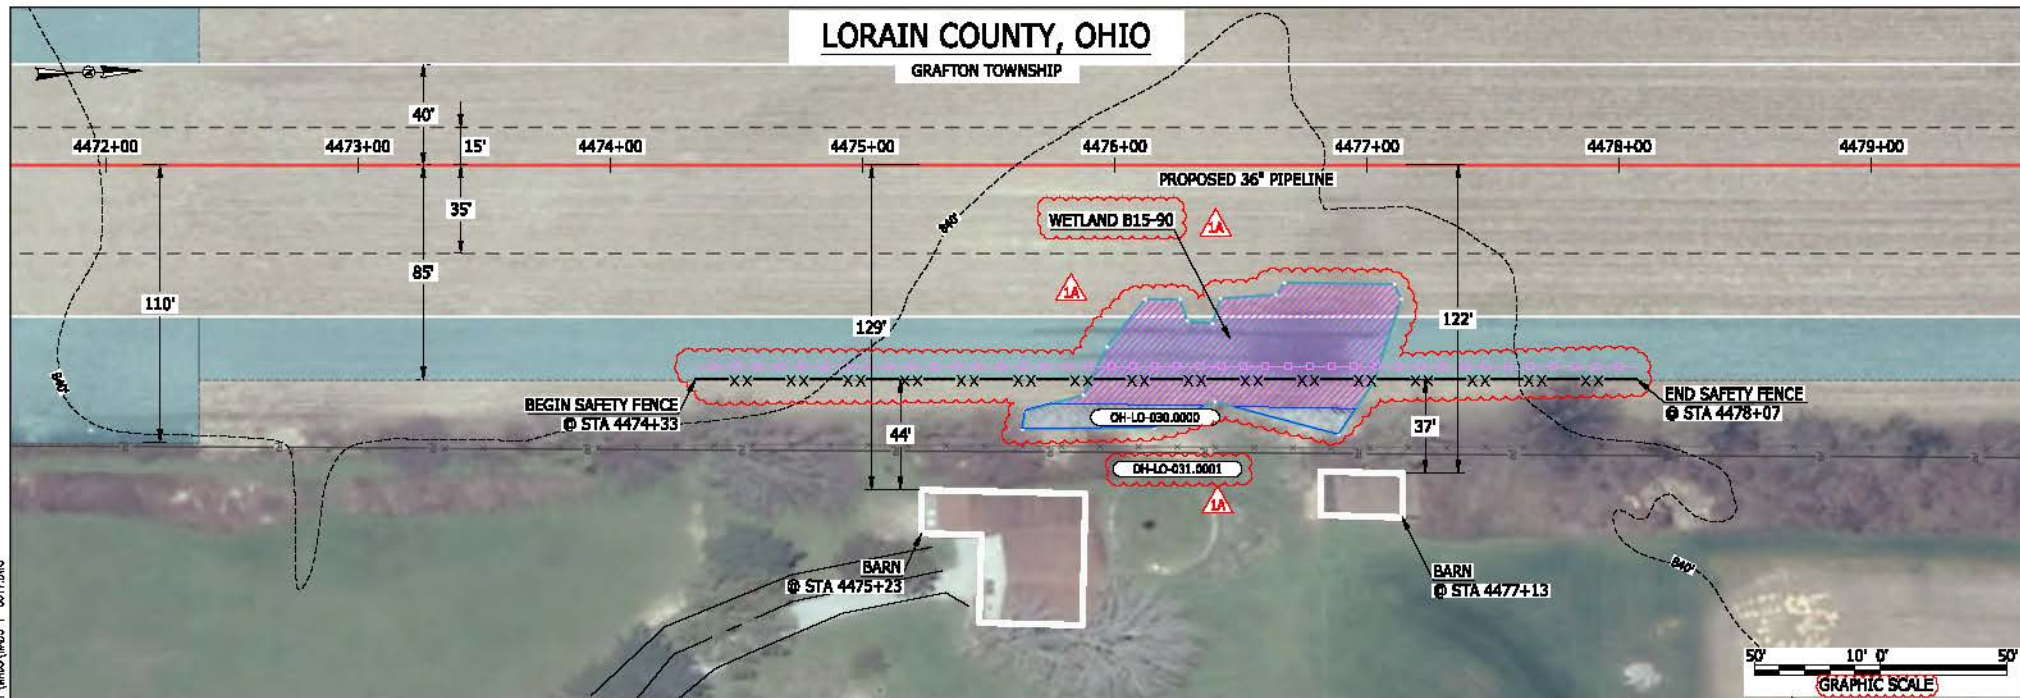 LORAIN COUNTY, OHIO
GRAFTON TOWNSHIP
40'
15'
4472+00
4473+00
4474+00
4475+00
4476+00
4477+00
4478+00
4479+00
PROPOSED 36" PIPELINE
35'
WETLAND B15-90
1A
840'
85'
1A
110'
129'
122'
840'
BEGIN SAFETY FENCE
@ STA 4474+33
END SAFETY FENCE
@ STA 4478+07
OH-LO-030.0000
44'
37'
OH-LO-031.0001
1A
BARN
@ STA 4475+23
BARN
@ STA 4477+13
840'
50'
10'
0'
50'
GRAPHIC SCALE